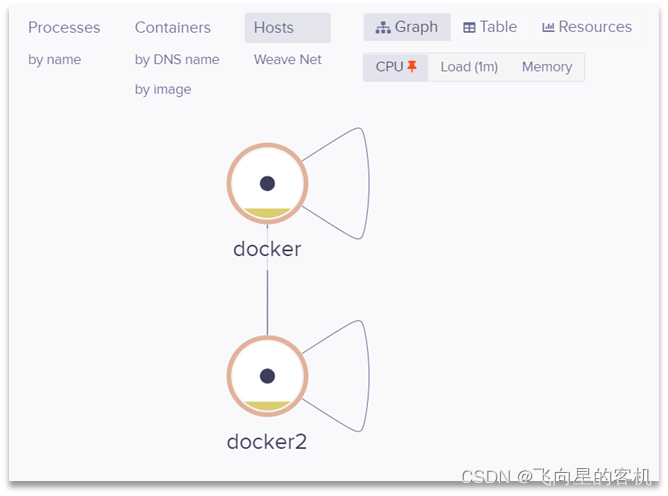 Processes
by name
Containers
by DNS name
by image
Hosts
Weave Net
Graph
Table
Resources
CPU
Load (1m)
Memory
docker
docker2
CSDN @飞向星的客机